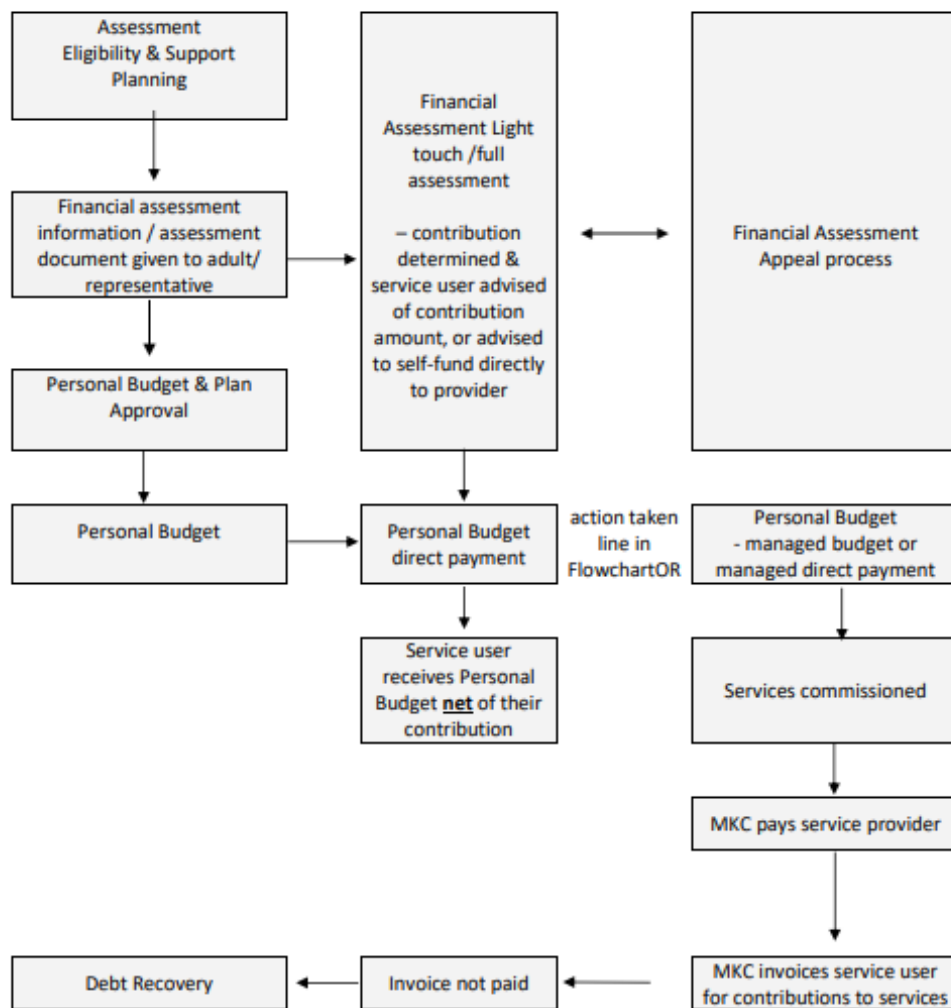 Assessment
Eligibility & Support
Planning
Financial assessment
information / assessment
document given to adult/
representative
Personal Budget & Plan
Approval
Personal Budget
Financial
Assessment Light
touch /full
assessment
– contribution
determined &
service user advised
of contribution
amount, or advised
to self-fund directly
to provider
Financial Assessment
Appeal process
Personal Budget
direct payment
action taken
line in
FlowchartOR
Personal Budget
- managed budget or
managed direct payment
Service user
receives Personal
Budget net of their
contribution
Services commissioned
MKC pays service provider
MKC invoices service user
for contributions to services
Invoice not paid
Debt Recovery